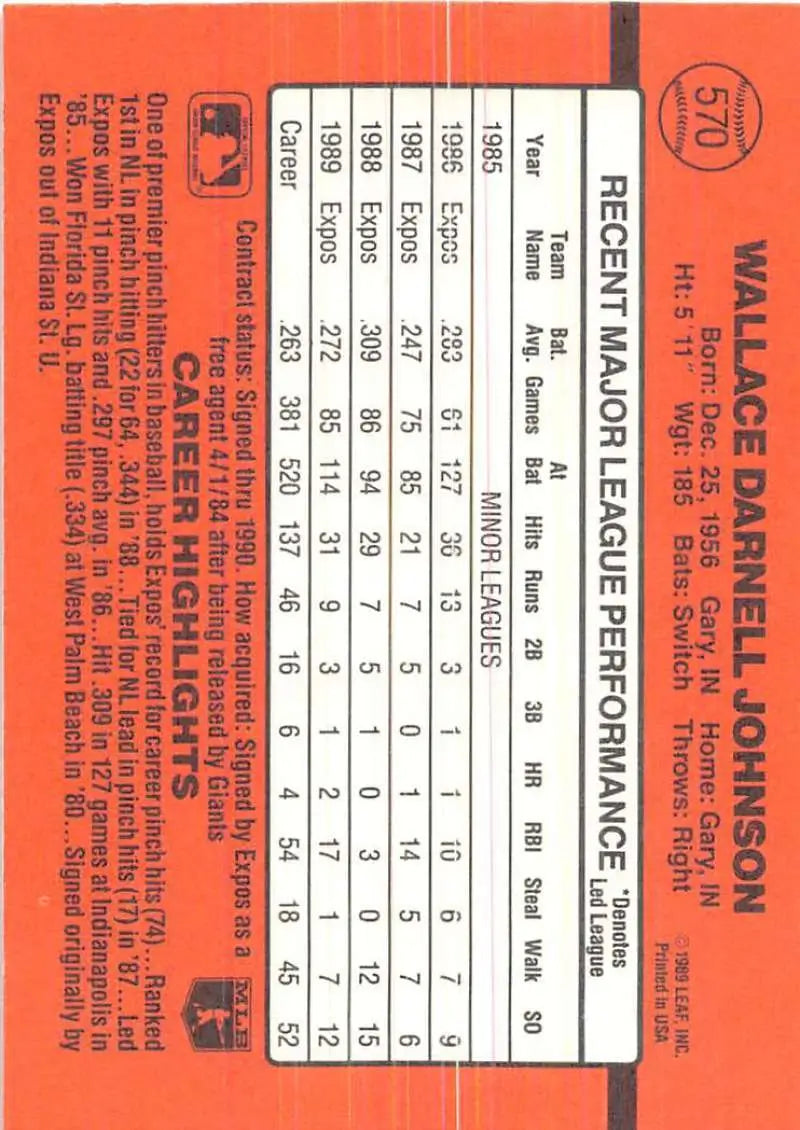 570
WALLACE DARNELL JOHNSON
Born: Dec. 25, 1956 Gary, IN Home: Gary, IN
Ht: 5 '11" Wgt: 185 Bats: Switch Throws: Right
© 1989 LEAF, INC.
Printed in USA
RECENT MAJOR LEAGUE PERFORMANCE *Denotes Led League
Year Team Name Bat. Avg. Games At Bat Hits Runs 2B 3B HR RBI Steal Walk SO
1985 MINOR LEAGUES
1986 Expos .283 61 127 36 13 3 1 1 10 6 7 9
1987 Expos .247 75 85 21 7 5 0 1 14 5 7 6
1988 Expos .309 86 94 29 7 5 1 0 3 0 12 15
1989 Expos .272 85 114 31 9 3 1 2 17 1 7 12
Career .263 381 520 137 46 16 6 4 54 18 45 52
Contract status: Signed thru 1990. How acquired: Signed by Expos as a
free agent 4/1/84 after being released by Giants
MLB
CAREER HIGHLIGHTS
One of premier pinch hitters in baseball, holds Expos' record for career pinch hits (74)... Ranked
1st in NL in pinch hitting (22 for 64, .344) in '88... Tied for NL lead in pinch hits (17) in '87... Led
Expos with 11 pinch hits and .297 pinch avg. in '86... Hit .309 in 127 games at Indianapolis in
'85... Won Florida St. Lg. batting title (.334) at West Palm Beach in '80... Signed originally by
Expos out of Indiana St. U.